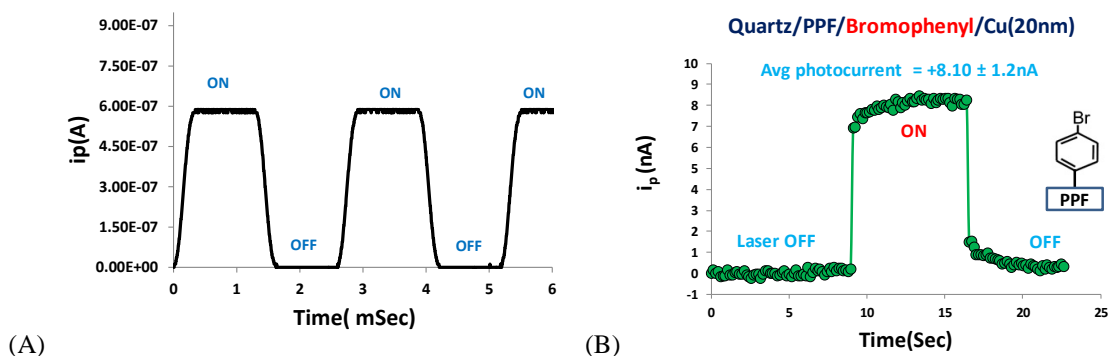 9.00E-07
7.50E-07
6.00E-07
4.50E-07
3.00E-07
1.50E-07
0.00E+00
ip(A)
ON
ON
ON
OFF
OFF
0 1 2 3 4 5 6
Time( mSec)
(A)
Quartz/PPF/Bromophenyl/Cu(20nm)
Avg photocurrent = +8.10 ± 1.2nA
10
9
8
7
6
5
4
3
2
1
0
-1
ip (nA)
ON
Laser OFF
OFF
Br
PPF
0 5 10 15 20 25
Time(Sec)
(B)